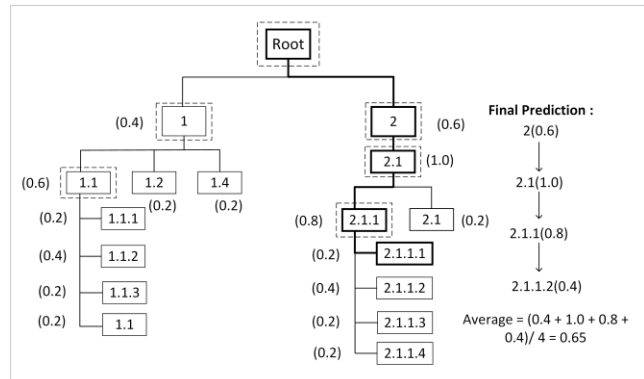 Root
(0.4) 1 2 (0.6)
Final Prediction :
2(0.6)
2.1 (1.0)
2.1(1.0)
(0.6) 1.1 1.2 1.4
(0.2) (0.2)
(0.8) 2.1.1 2.1 (0.2)
2.1.1(0.8)
(0.2) 1.1.1
(0.4) 1.1.2
(0.2) 1.1.3
(0.2) 1.1
(0.2) 2.1.1.1
(0.4) 2.1.1.2
(0.2) 2.1.1.3
(0.2) 2.1.1.4
2.1.1.2(0.4)
Average = (0.4 + 1.0 + 0.8 +
0.4)/ 4 = 0.65